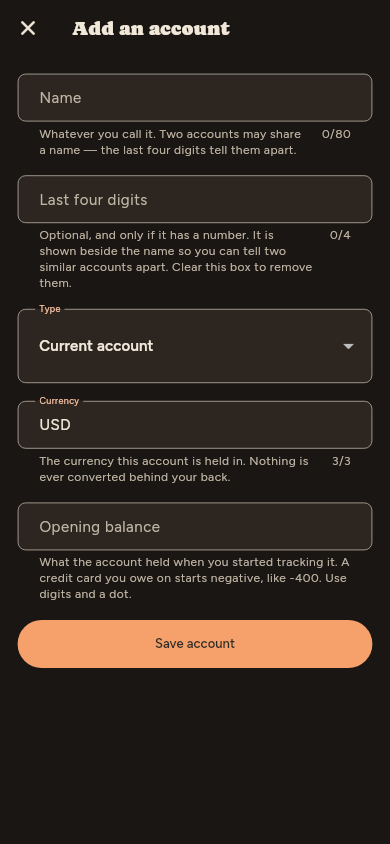 Add an account
Name
Whatever you call it. Two accounts may share 0/80
a name — the last four digits tell them apart.
Last four digits
Optional, and only if it has a number. It is 0/4
shown beside the name so you can tell two
similar accounts apart. Clear this box to remove
them.
Type
Current account
Currency
USD
The currency this account is held in. Nothing is 3/3
ever converted behind your back.
Opening balance
What the account held when you started tracking it. A
credit card you owe on starts negative, like -400. Use
digits and a dot.
Save account